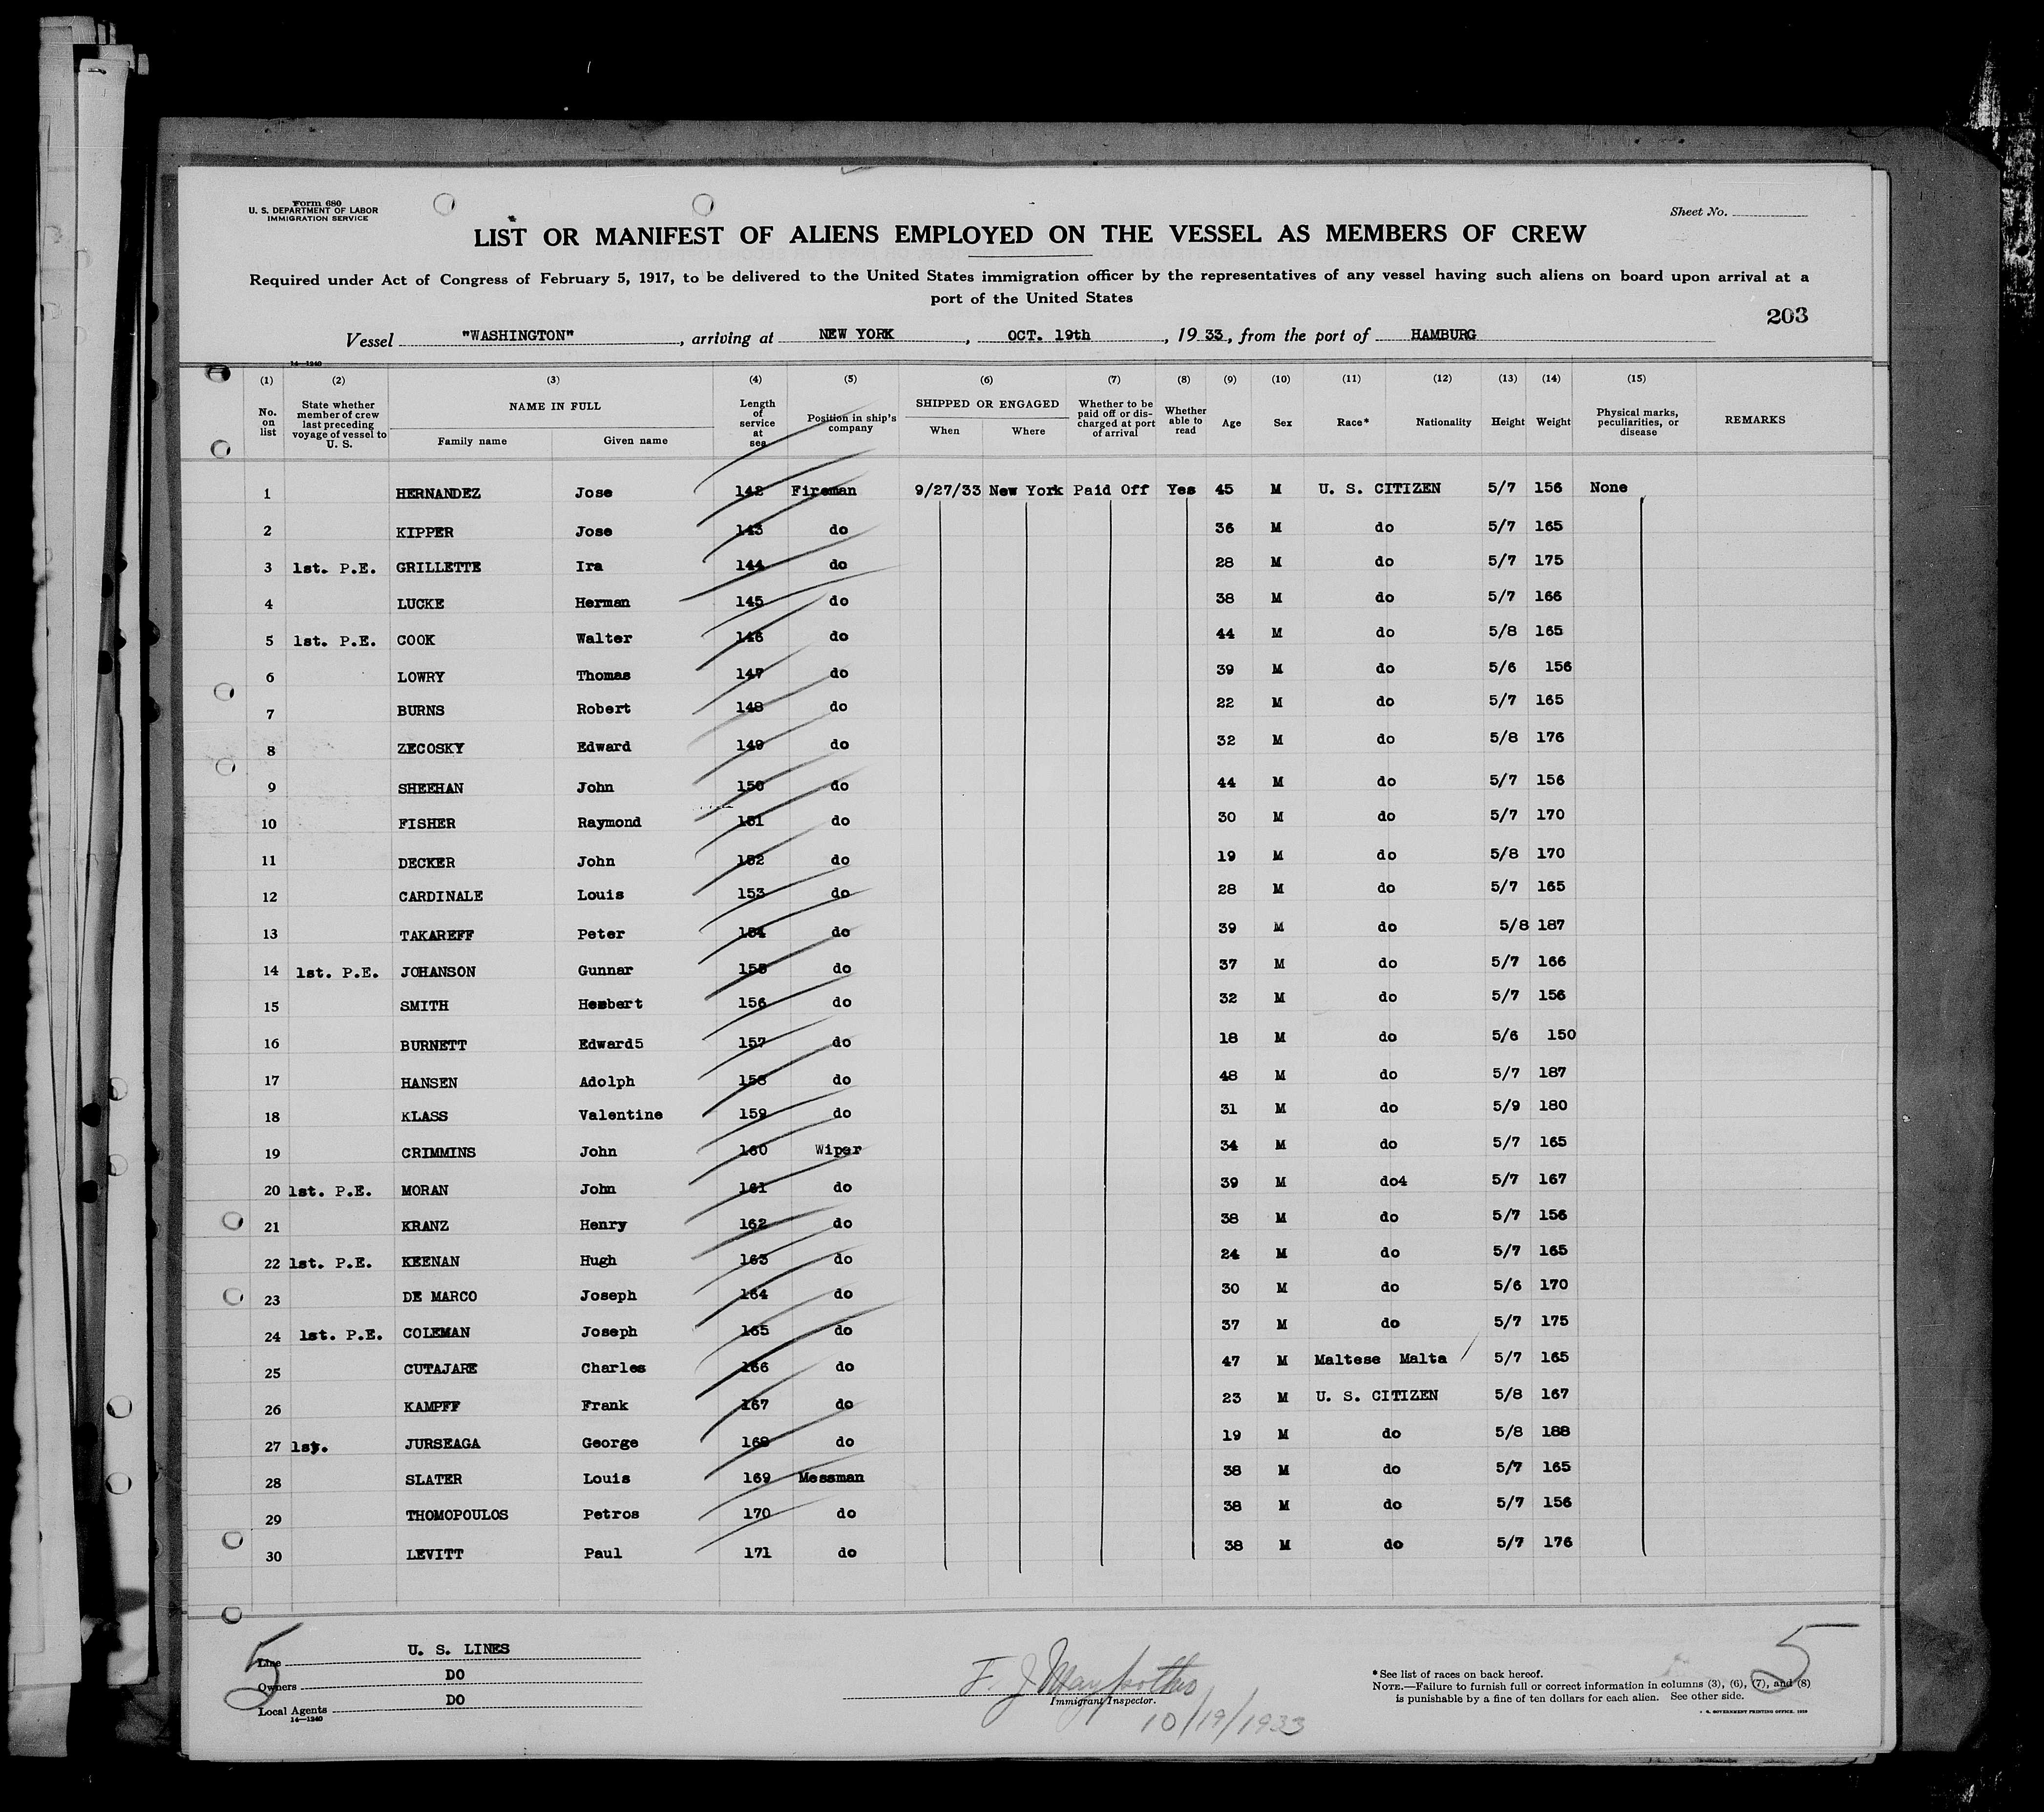 Form 680
U. S. DEPARTMENT OF LABOR
IMMIGRATION SERVICE
Sheet No.
LIST OR MANIFEST OF ALIENS EMPLOYED ON THE VESSEL AS MEMBERS OF CREW
Required under Act of Congress of February 5, 1917, to be delivered to the United States immigration officer by the representatives of any vessel having such aliens on board upon arrival at a
port of the United States
203
Vessel "WASHINGTON", arriving at NEW YORK, OCT. 19th, 1933, from the port of HAMBURG
14—1240
(1) (2) (3) (4) (5) (6) (7) (8) (9) (10) (11) (12) (13) (14) (15)
No. on list State whether member of crew last preceding voyage of vessel to U. S. NAME IN FULL Family name Given name Length of service at sea Position in ship's company SHIPPED OR ENGAGED When Where Whether to be paid off or discharged at port of arrival Whether able to read Age Sex Race* Nationality Height Weight Physical marks, peculiarities, or disease REMARKS
1 HERNANDEZ Jose 142 Fireman 9/27/33 New York Paid Off Yes 45 M U. S. CITIZEN 5/7 156 None
2 KIPPER Jose 143 do 36 M do 5/7 165
3 1st. P.E. GRILLETTE Ira 144 do 28 M do 5/7 175
4 LUCKE Herman 145 do 38 M do 5/7 166
5 1st. P.E. COOK Walter 146 do 44 M do 5/8 165
6 LOWRY Thomas 147 do 39 M do 5/6 156
7 BURNS Robert 148 do 22 M do 5/7 165
8 ZECOSKY Edward 149 do 32 M do 5/8 176
9 SHEEHAN John 150 do 44 M do 5/7 156
10 FISHER Raymond 151 do 30 M do 5/7 170
11 DECKER John 152 do 19 M do 5/8 170
12 CARDINALE Louis 153 do 28 M do 5/7 165
13 TAKAREFF Peter 154 do 39 M do 5/8 187
14 1st. P.E. JOHANSON Gunnar 155 do 37 M do 5/7 166
15 SMITH 156 do 32 M do 5/7 156
16 BURNETT Edward5 157 do 18 M do 5/6 150
17 HANSEN Adolph 158 do 48 M do 5/7 187
18 KLASS Valentine 159 do 31 M do 5/9 180
19 CRIMMINS John 160 Wiper 34 M do 5/7 165
20 1st. P.E. MORAN John 161 do 39 M do4 5/7 167
21 KRANZ Henry 162 do 38 M do 5/7 156
22 1st. P.E. KEENAN Hugh 163 do 24 M do 5/7 165
23 DE MARCO Joseph 164 do 30 M do 5/6 170
24 1st. P.E. COLEMAN Joseph 165 do 37 M do 5/7 175
25 CUTAJARE Charles 166 do 47 M Maltese Malta 5/7 165
26 KAMPFF Frank 167 do 23 M U. S. CITIZEN 5/8 167
27 JURSEAGA George 168 do 19 M do 5/8 188
28 SLATER Louis 169 Messman 38 M do 5/7 165
29 THOMOPOULOS Petros 170 do 38 M do 5/7 156
30 LEVITT Paul 171 do 38 M do 5/7 176
5 5
Line U. S. LINES
Owners DO
Local Agents DO
14—1240
F. J.
Immigrant Inspector.
10/19/1933
* See list of races on back hereof.
NOTE.—Failure to furnish full or correct information in columns (3), (6), (7), and (8)
is punishable by a fine of ten dollars for each alien. See other side.
S. GOVERNMENT PRINTING OFFICE